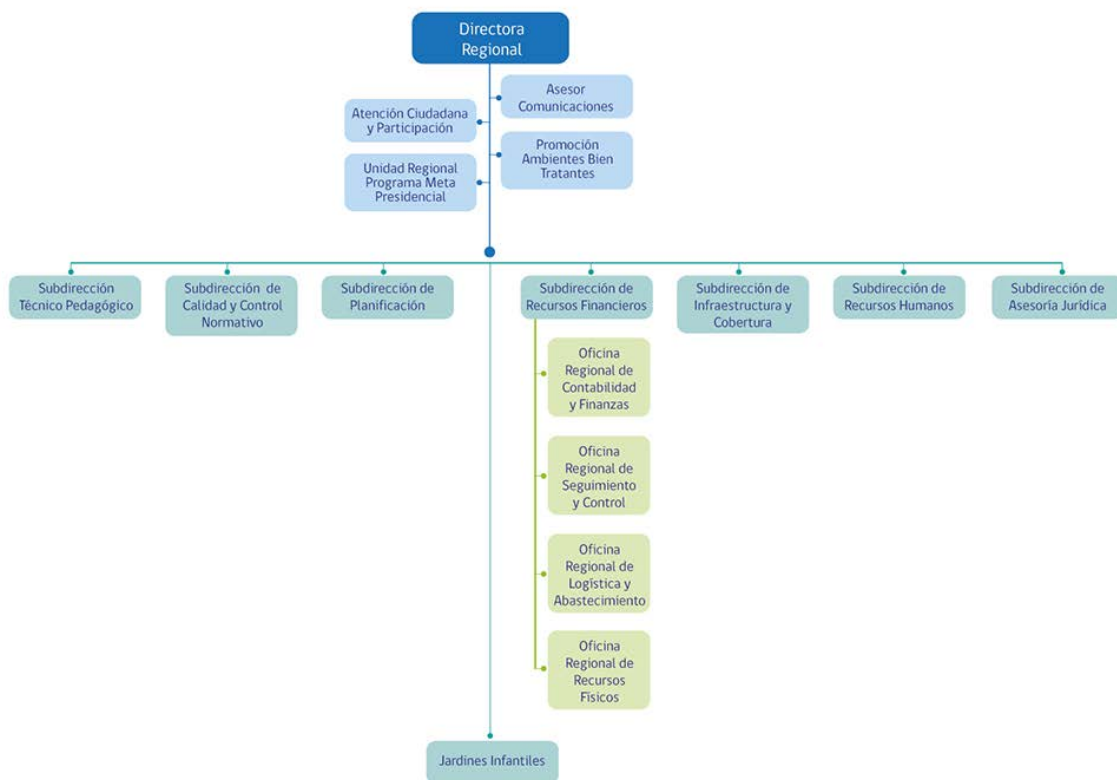 Directora
Regional
Asesor
Comunicaciones
Atención Ciudadana
y Participación
Promoción
Ambientes Bien
Tratantes
Unidad Regional
Programa Meta
Presidencial
Subdirección
Técnico Pedagógico
Subdirección de
Calidad y Control
Normativo
Subdirección de
Planificación
Subdirección de
Recursos Financieros
Subdirección de
Infraestructura y
Cobertura
Subdirección de
Recursos Humanos
Subdirección de
Asesoría Jurídica
Oficina
Regional de
Contabilidad
y Finanzas
Oficina
Regional de
Seguimiento
y Control
Oficina
Regional de
Logística y
Abastecimiento
Oficina
Regional de
Recursos
Físicos
Jardines Infantiles